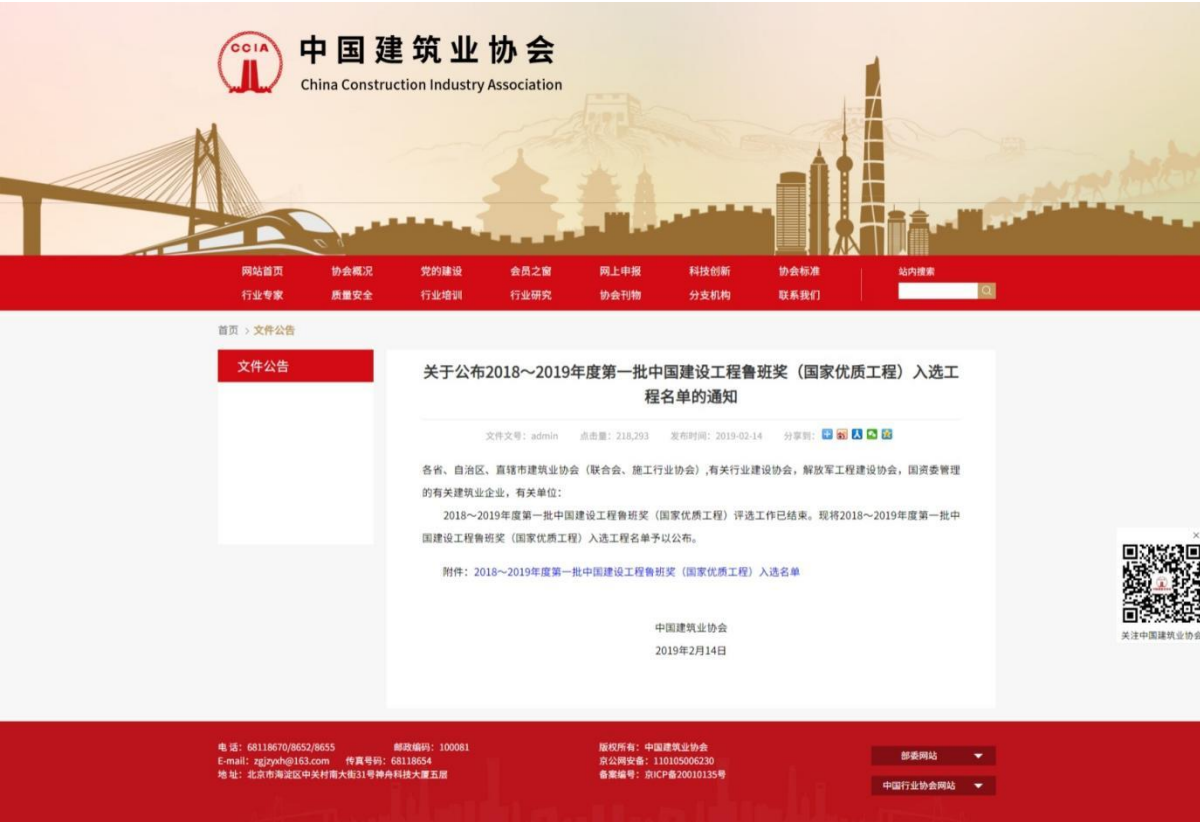 CCIA
中国建筑业协会
China Construction Industry Association
网站首页 协会概况 党的建设 会员之窗 网上申报 科技创新 协会标准 站内搜索
行业专家 质量安全 行业培训 行业研究 协会刊物 分支机构 联系我们
首页 > 文件公告
文件公告
关于公布2018～2019年度第一批中国建设工程鲁班奖（国家优质工程）入选工
程名单的通知
文件文号：admin 点击量：218,293 发布时间：2019-02-14 分享到：
各省、自治区、直辖市建筑业协会（联合会、施工行业协会）,有关行业建设协会，解放军工程建设协会，国资委管理
的有关建筑业企业，有关单位：
2018～2019年度第一批中国建设工程鲁班奖（国家优质工程）评选工作已结束。现将2018～2019年度第一批中
国建设工程鲁班奖（国家优质工程）入选工程名单予以公布。
附件：2018～2019年度第一批中国建设工程鲁班奖（国家优质工程）入选名单
中国建筑业协会
2019年2月14日
关注中国建筑业协会
电 话：68118670/8652/8655 邮政编码：100081
E-mail：zgjzyxh@163.com 传真号码：68118654
地 址：北京市海淀区中关村南大街31号神舟科技大厦五层
版权所有：中国建筑业协会
京公网安备：110105006230
备案编号：京ICP备20010135号
部委网站
中国行业协会网站